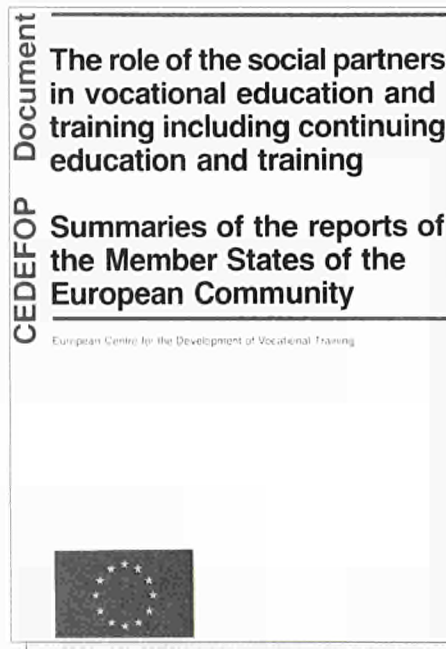 CEDEFOP Document
The role of the social partners
in vocational education and
training including continuing
education and training
Summaries of the reports of
the Member States of the
European Community
European Centre for the Development of Vocational Training